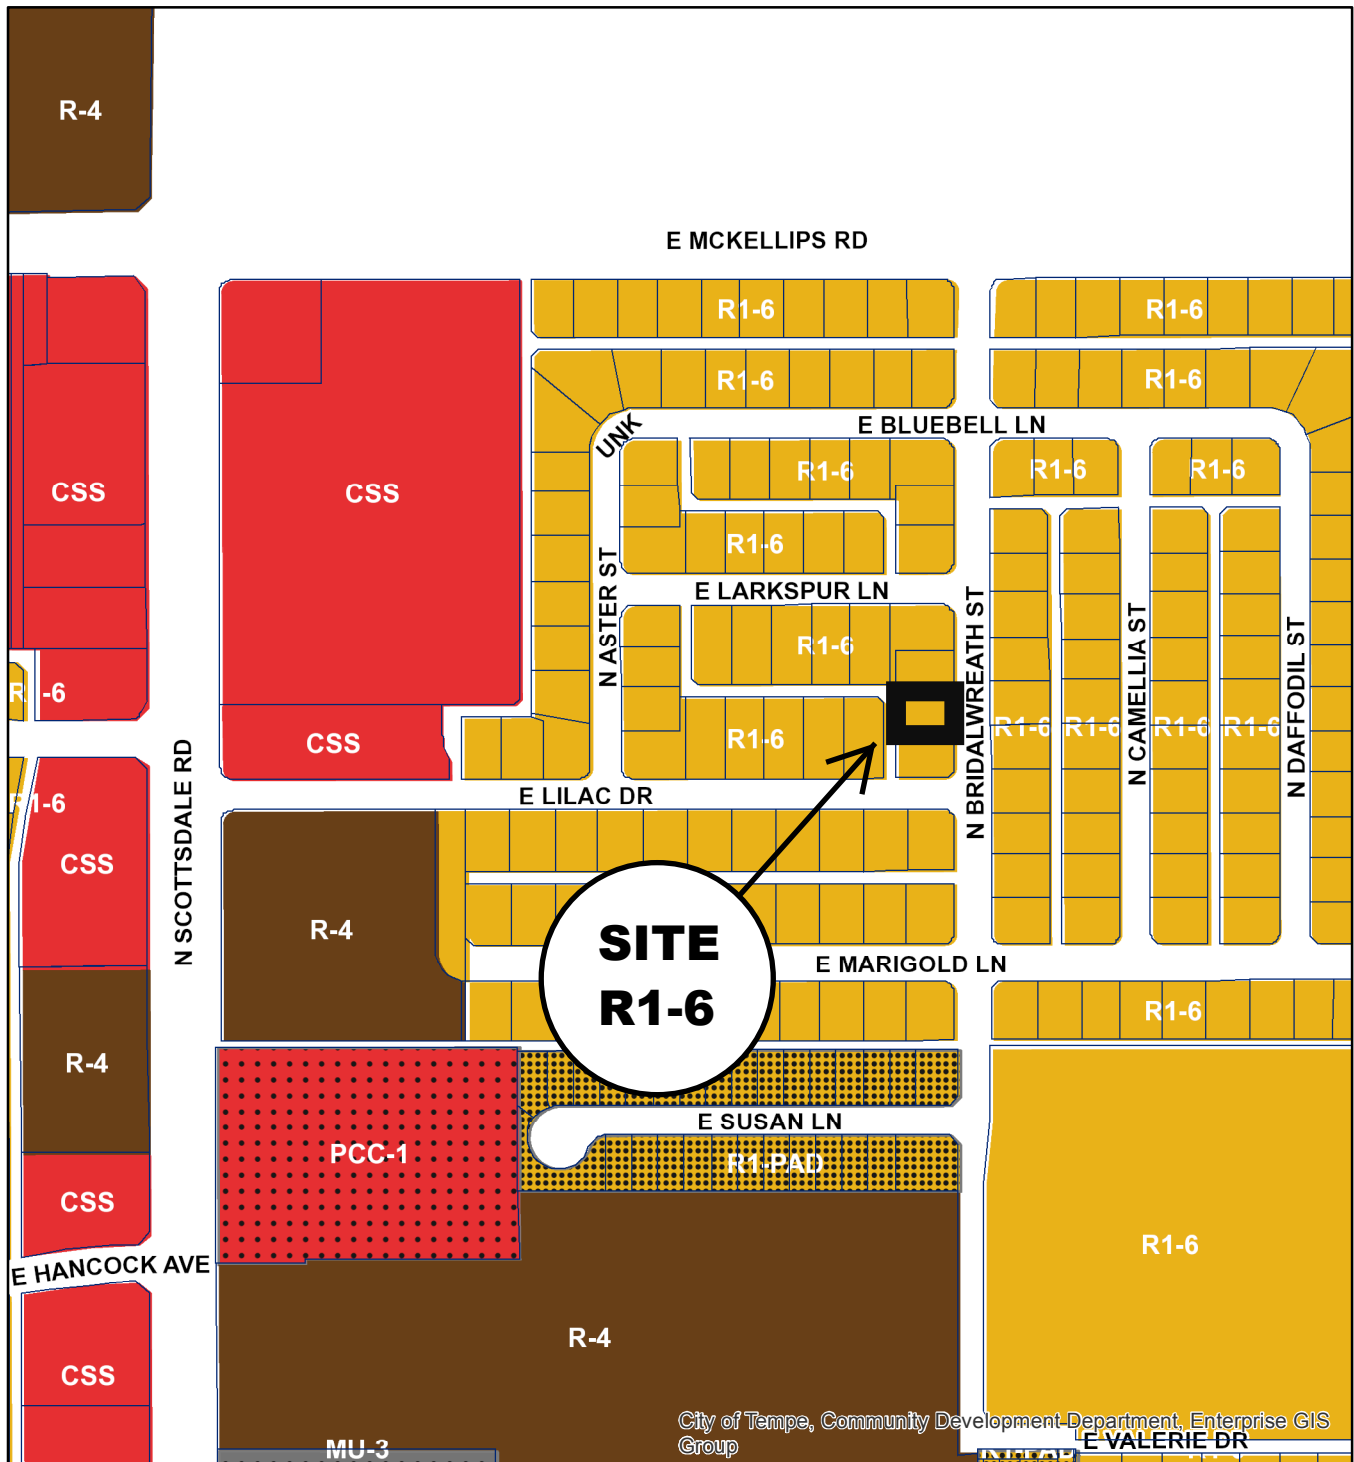 R-4
E MCKELLIPS RD
R1-6
R1-6
R1-6
R1-6
E BLUEBELL LN
UNK
R1-6
R1-6
R1-6
CSS
CSS
R1-6
N ASTER ST
E LARKSPUR LN
N BRIDALWREATH ST
N CAMELLIA ST
N DAFFODIL ST
R1-6
R -6
R1-6
R1-6
R1-6
R1-6
R1-6
CSS
N SCOTTSDALE RD
E LILAC DR
R1-6
CSS
R-4
SITE
R1-6
E MARIGOLD LN
R1-6
R-4
PCC-1
E SUSAN LN
R1-PAD
CSS
E HANCOCK AVE
R1-6
R-4
CSS
City of Tempe, Community Development Department, Enterprise GIS
Group
E VALERIE DR
MU-3